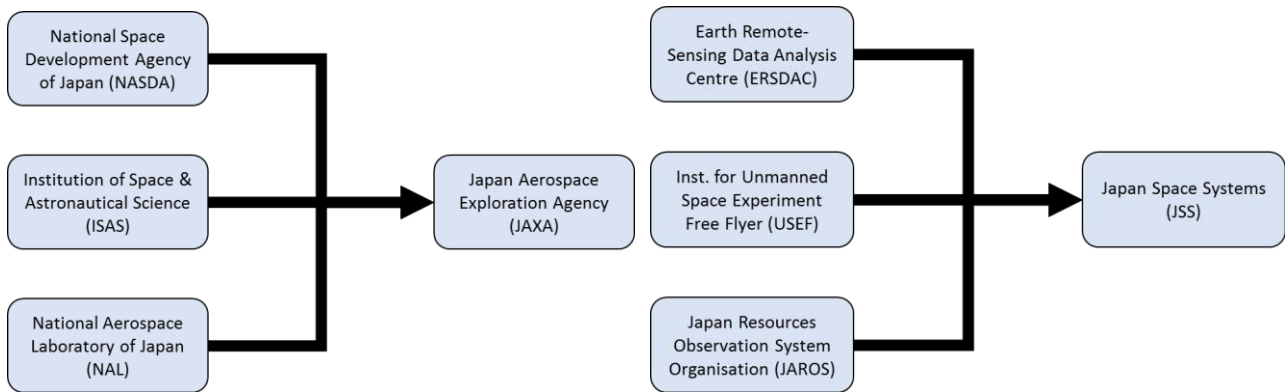 National Space
Development Agency
of Japan (NASDA)
Institution of Space &
Astronautical Science
(ISAS)
National Aerospace
Laboratory of Japan
(NAL)
Japan Aerospace
Exploration Agency
(JAXA)
Earth Remote-
Sensing Data Analysis
Centre (ERSDAC)
Inst. for Unmanned
Space Experiment
Free Flyer (USEF)
Japan Resources
Observation System
Organisation (JAROS)
Japan Space Systems
(JSS)